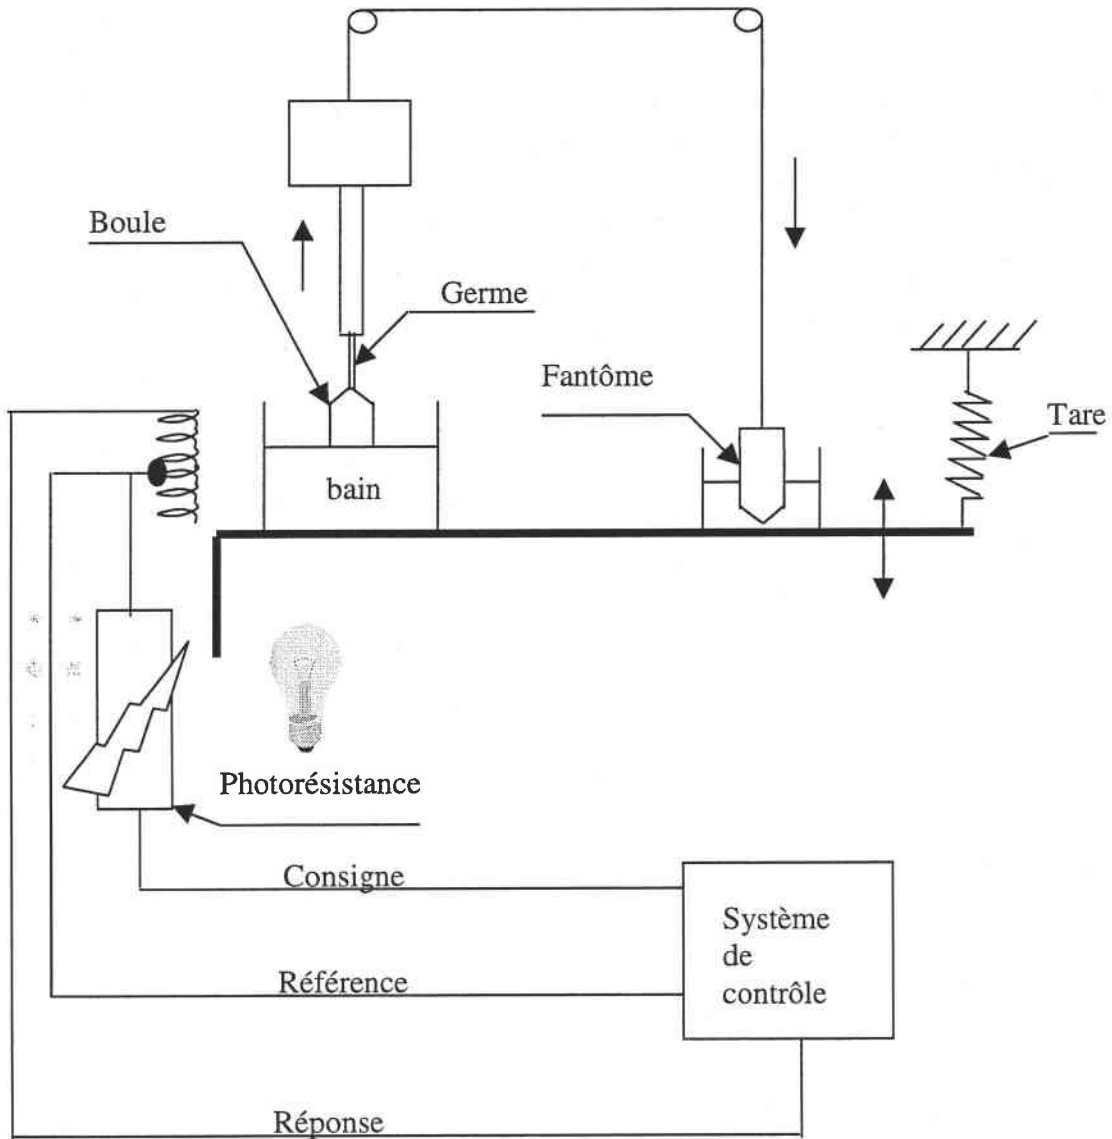 Boule
Germe
Fantôme
Tare
bain
Photorésistance
Consigne
Système
de
contrôle
Référence
Réponse